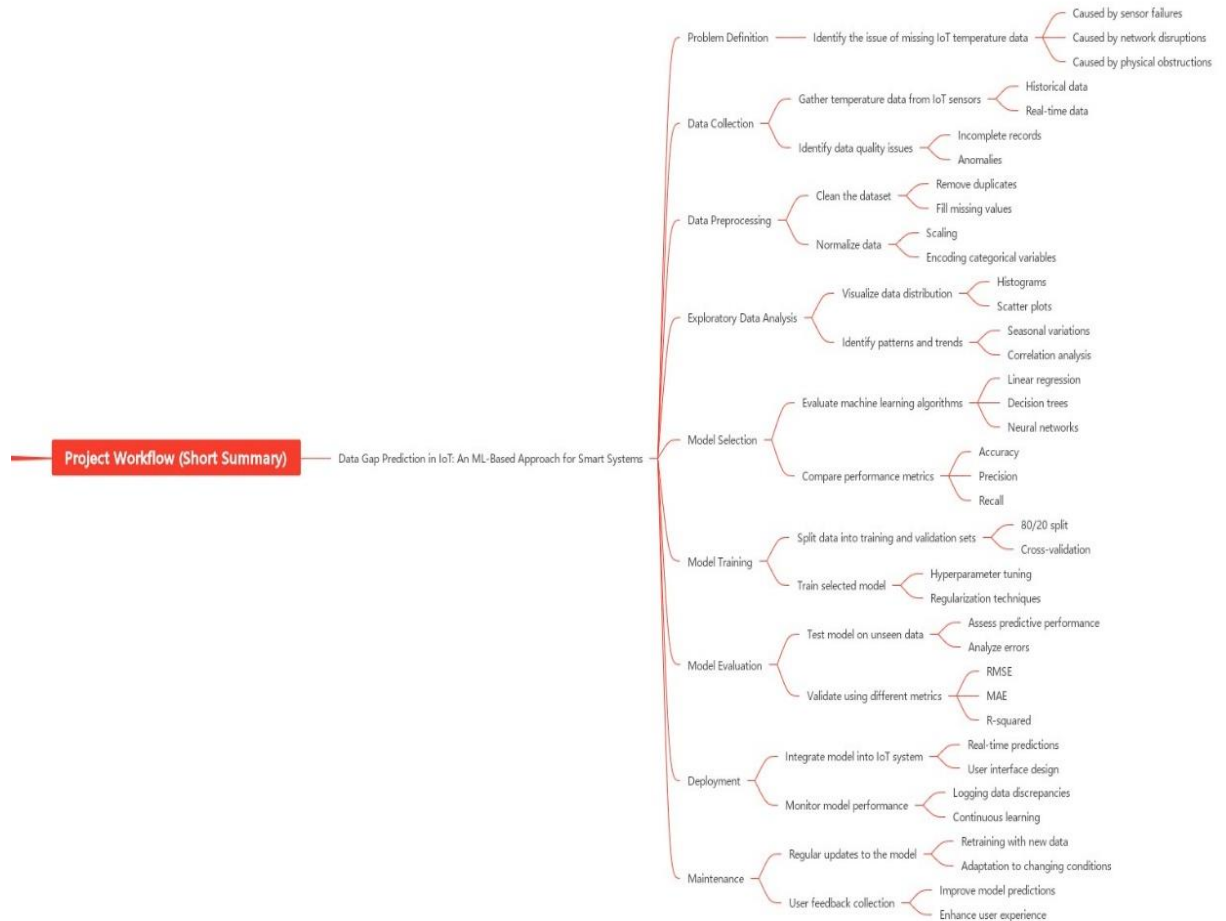 Project Workflow (Short Summary)
Data Gap Prediction in IoT: An ML-Based Approach for Smart Systems
Problem Definition
Identify the issue of missing IoT temperature data
Caused by sensor failures
Caused by network disruptions
Caused by physical obstructions
Data Collection
Gather temperature data from IoT sensors
Historical data
Real-time data
Identify data quality issues
Incomplete records
Anomalies
Data Preprocessing
Clean the dataset
Remove duplicates
Fill missing values
Normalize data
Scaling
Encoding categorical variables
Exploratory Data Analysis
Visualize data distribution
Histograms
Scatter plots
Identify patterns and trends
Seasonal variations
Correlation analysis
Model Selection
Evaluate machine learning algorithms
Linear regression
Decision trees
Neural networks
Compare performance metrics
Accuracy
Precision
Recall
Model Training
Split data into training and validation sets
80/20 split
Cross-validation
Train selected model
Hyperparameter tuning
Regularization techniques
Model Evaluation
Test model on unseen data
Assess predictive performance
Analyze errors
Validate using different metrics
RMSE
MAE
R-squared
Deployment
Integrate model into IoT system
Real-time predictions
User interface design
Monitor model performance
Logging data discrepancies
Continuous learning
Maintenance
Regular updates to the model
Retraining with new data
Adaptation to changing conditions
User feedback collection
Improve model predictions
Enhance user experience